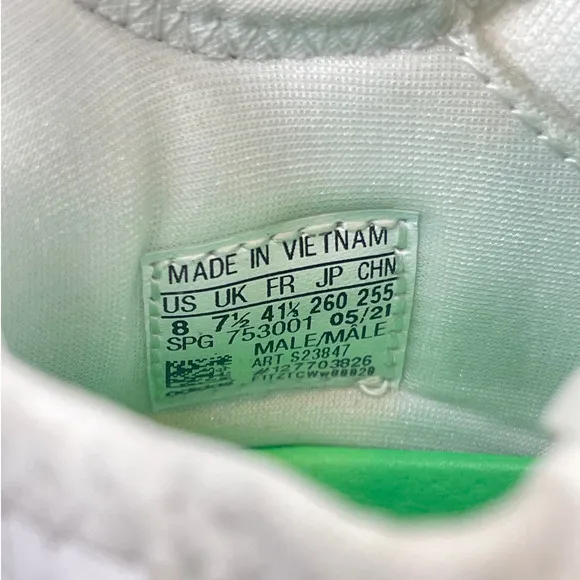 MADE IN VIETNAM
US UK FR JP CHN
8 7½ 41⅓ 260 255
SPG 753001 05/21
MALE/MÂLE
ART S23847
#127703826